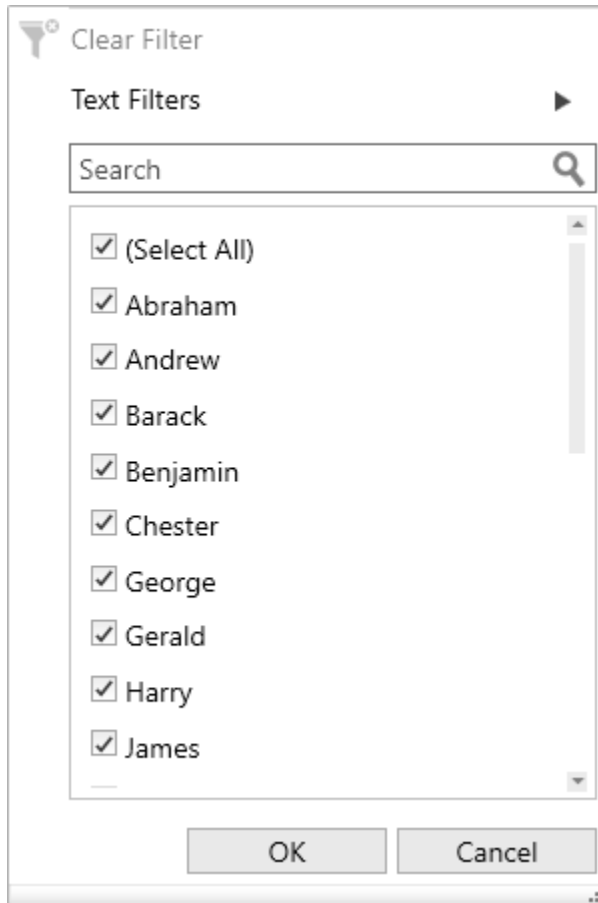 Clear Filter
Text Filters
Search
(Select All)
Abraham
Andrew
Barack
Benjamin
Chester
George
Gerald
Harry
James
OK Cancel